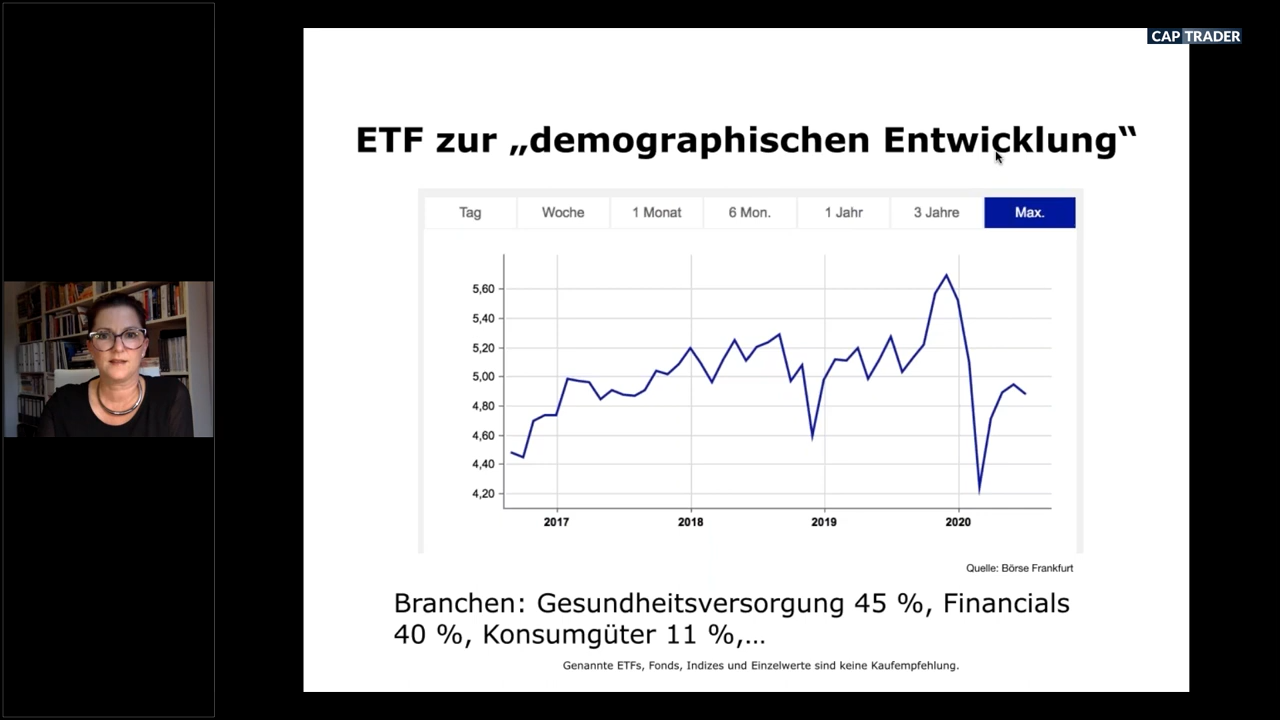 CAP TRADER
ETF zur „demographischen Entwicklung“
Tag Woche 1 Monat 6 Mon. 1 Jahr 3 Jahre Max.
5,60
5,40
5,20
5,00
4,80
4,60
4,40
4,20
2017 2018 2019 2020
Quelle: Börse Frankfurt
Branchen: Gesundheitsversorgung 45 %, Financials
40 %, Konsumgüter 11 %,...
Genannte ETFs, Fonds, Indizes und Einzelwerte sind keine Kaufempfehlung.